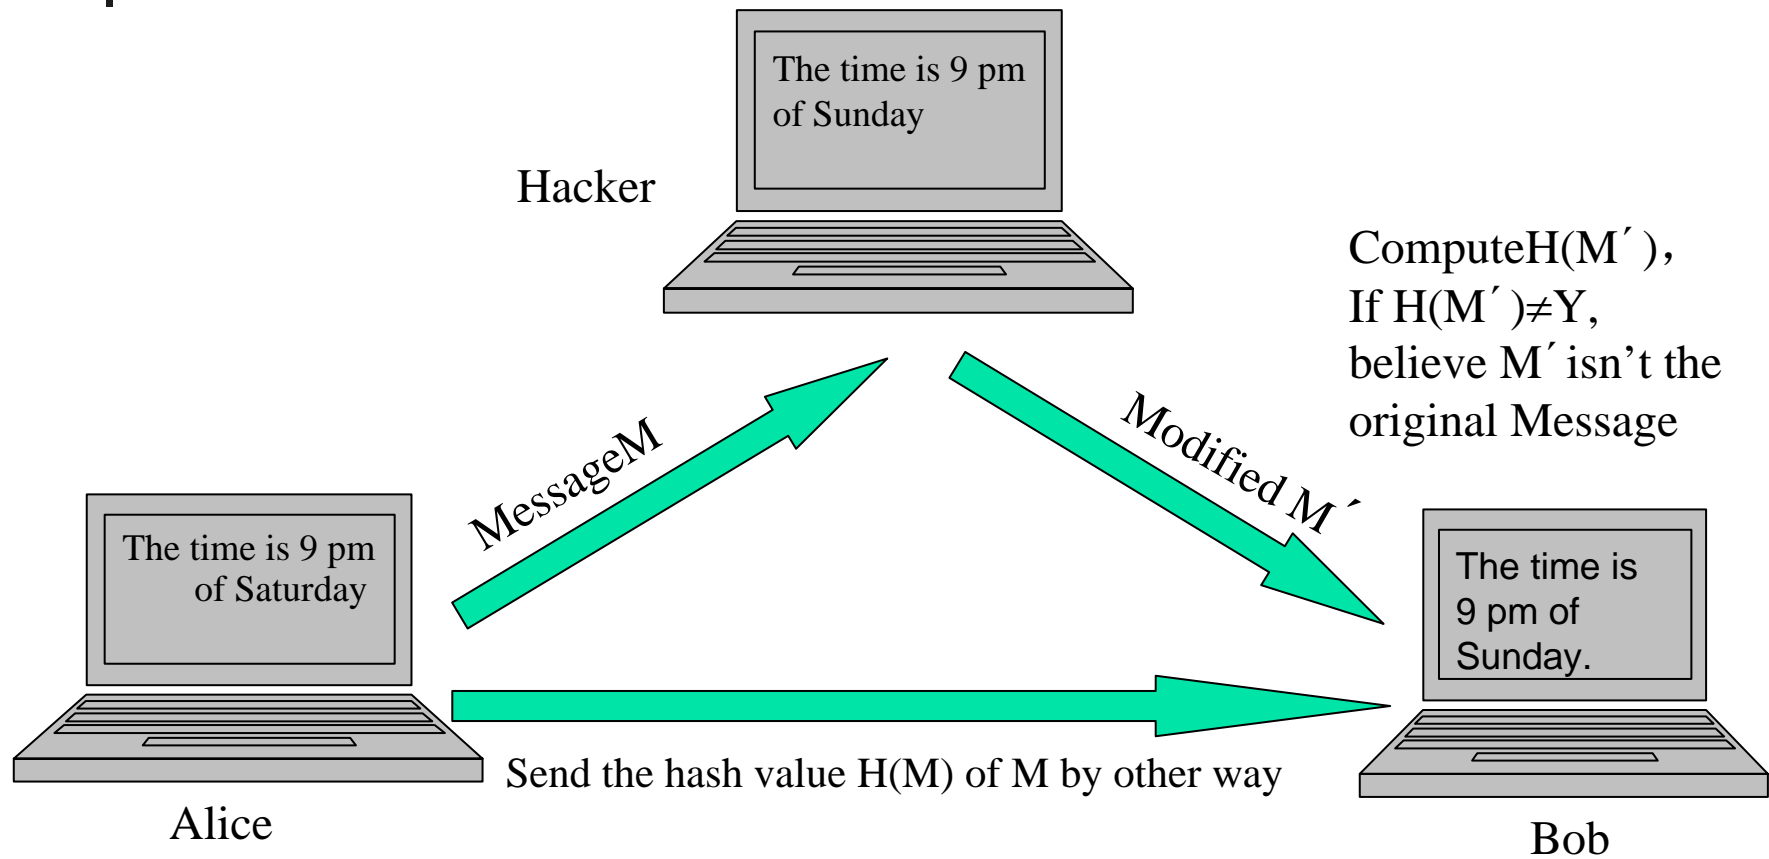 The time is 9 pm
of Sunday
Hacker
ComputeH(M′),
If H(M′)≠Y,
believe M′ isn’t the
original Message
MessageM
Modified M′
The time is 9 pm
of Saturday
The time is
9 pm of
Sunday.
Send the hash value H(M) of M by other way
Alice
Bob